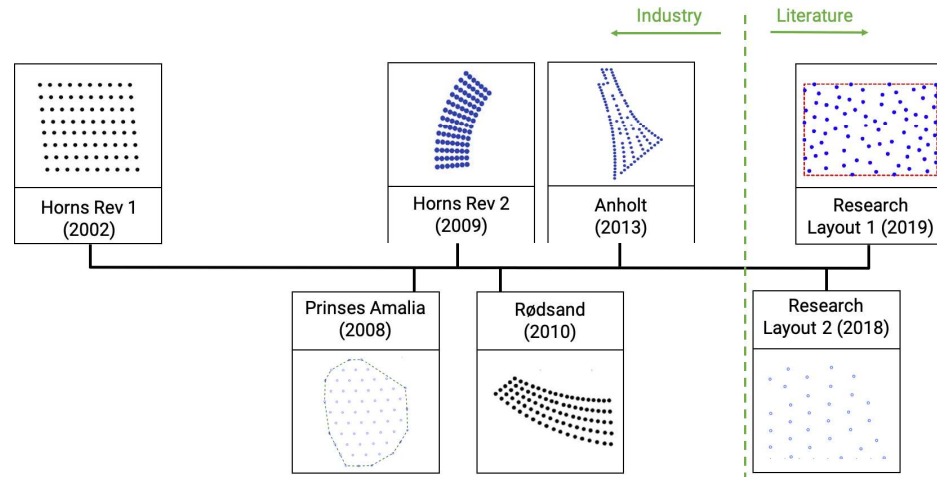 Industry
Literature
Horns Rev 1
(2002)
Horns Rev 2
(2009)
Anholt
(2013)
Research
Layout 1 (2019)
Prinses Amalia
(2008)
Rødsand
(2010)
Research
Layout 2 (2018)